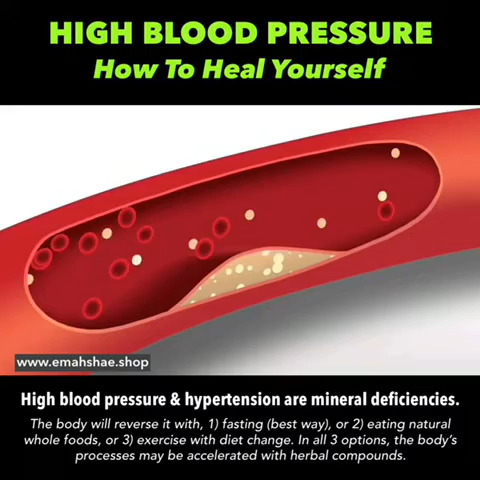 HIGH BLOOD PRESSURE
How To Heal Yourself
www.emahshae.shop
High blood pressure & hypertension are mineral deficiencies.
The body will reverse it with, 1) fasting (best way), or 2) eating natural
whole foods, or 3) exercise with diet change. In all 3 options, the body's
processes may be accelerated with herbal compounds.